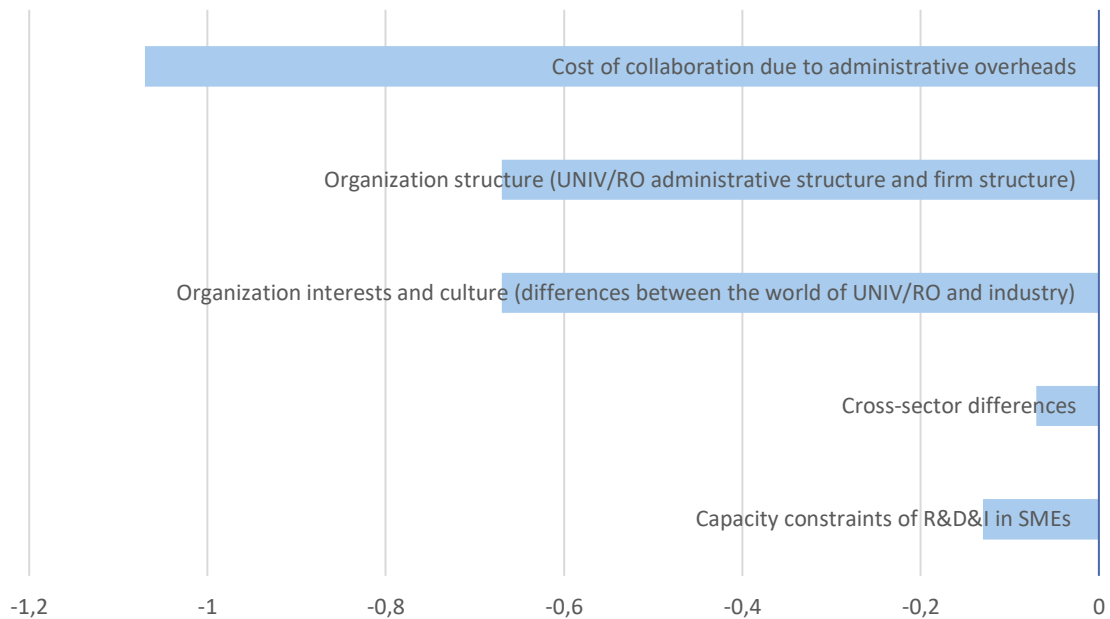 Cost of collaboration due to administrative overheads
Organization structure (UNIV/RO administrative structure and firm structure)
Organization interests and culture (differences between the world of UNIV/RO and industry)
Cross-sector differences
Capacity constraints of R&D&I in SMEs
-1,2 -1 -0,8 -0,6 -0,4 -0,2 0